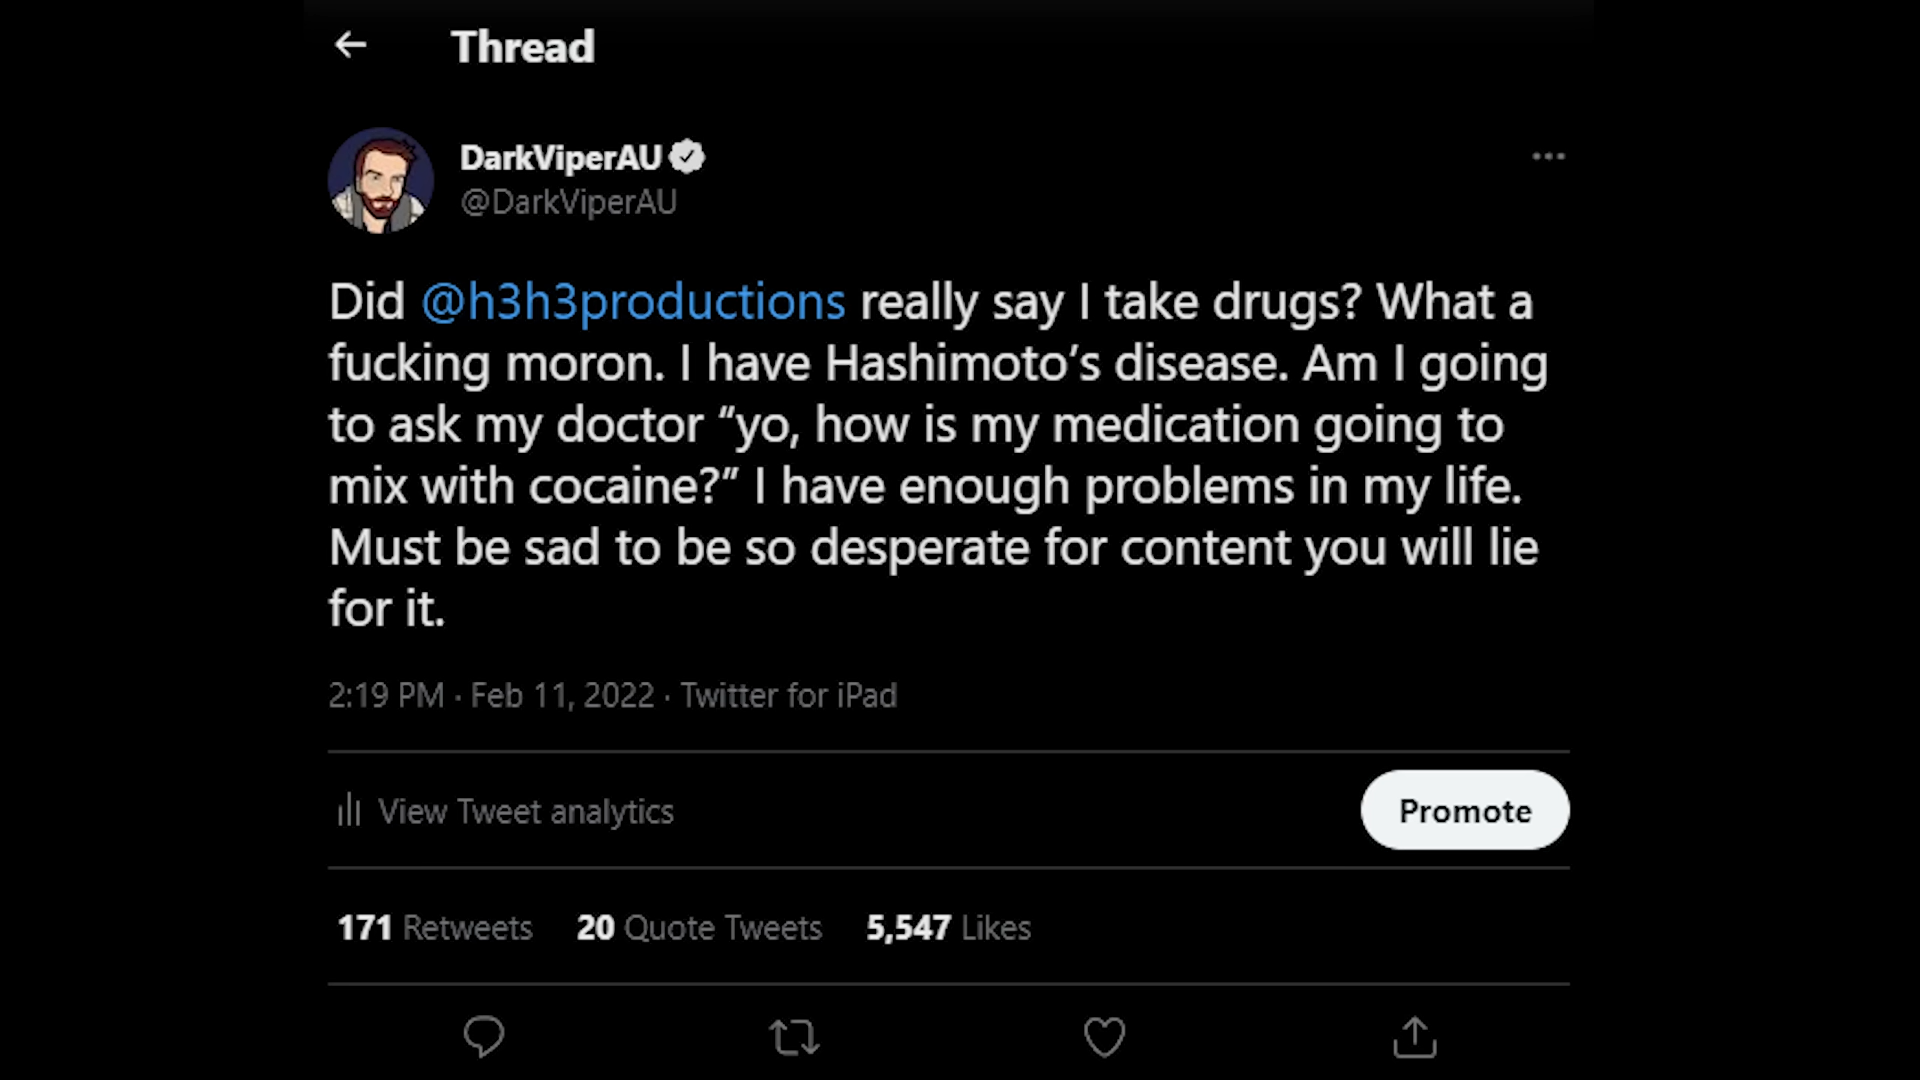 Thread
DarkViperAU
@DarkViperAU
Did @h3h3productions really say I take drugs? What a
fucking moron. I have Hashimoto’s disease. Am I going
to ask my doctor “yo, how is my medication going to
mix with cocaine?” I have enough problems in my life.
Must be sad to be so desperate for content you will lie
for it.
2:19 PM · Feb 11, 2022 · Twitter for iPad
View Tweet analytics
Promote
171 Retweets 20 Quote Tweets 5,547 Likes